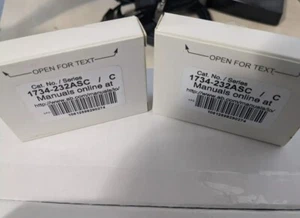 OPEN FOR TEXT
Cat. No. / Series
1734-232ASC / C
Manuals online at
OPEN FOR TEXT
Cat. No. / Series
1734-232ASC / C
Manuals online at